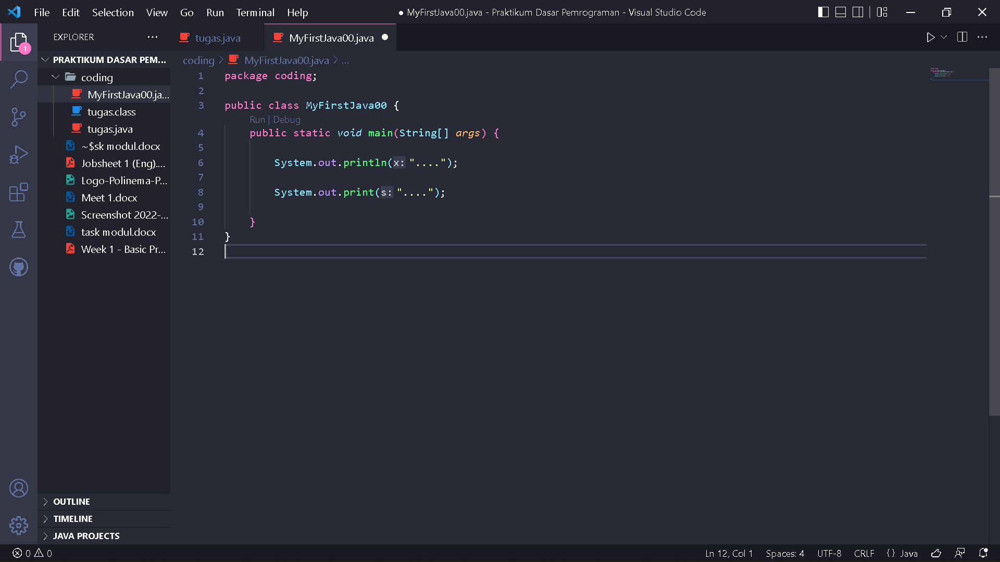 File Edit Selection View Go Run Terminal Help
● MyFirstJava00.java - Praktikum Dasar Pemrograman - Visual Studio Code
EXPLORER
1
PRAKTIKUM DASAR PEM...
coding
MyFirstJava00.ja...
tugas.class
tugas.java
~$sk modul.docx
Jobsheet 1 (Eng)....
Logo-Polinema-P...
Meet 1.docx
Screenshot 2022-...
task modul.docx
Week 1 - Basic Pr...
OUTLINE
TIMELINE
JAVA PROJECTS
tugas.java
MyFirstJava00.java
coding > MyFirstJava00.java > ...
1 package coding;
2
3 public class MyFirstJava00 {
Run | Debug
4 public static void main(String[] args) {
5
6 System.out.println(x: "....");
7
8 System.out.print(s: "....");
9
10 }
11 }
12
0 0
Ln 12, Col 1 Spaces: 4 UTF-8 CRLF {} Java